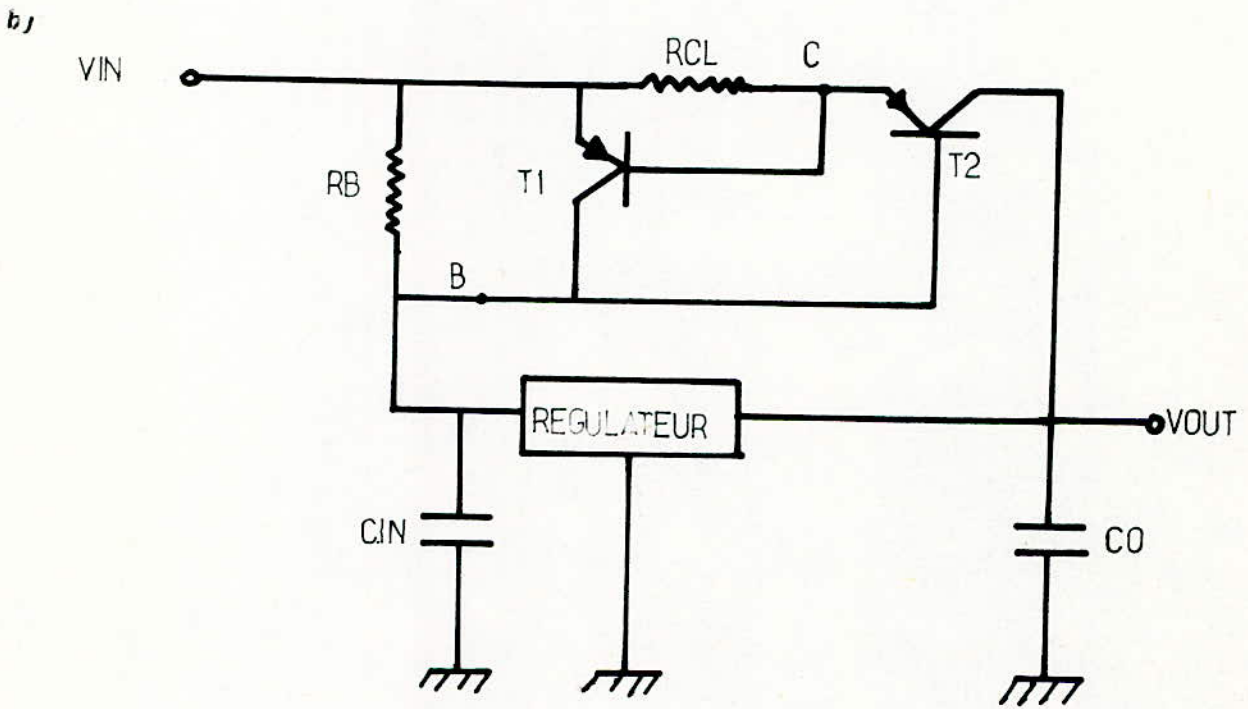 b)
VIN
RCL
C
RB
T1
T2
B
REGULATEUR
VOUT
CIN
CO